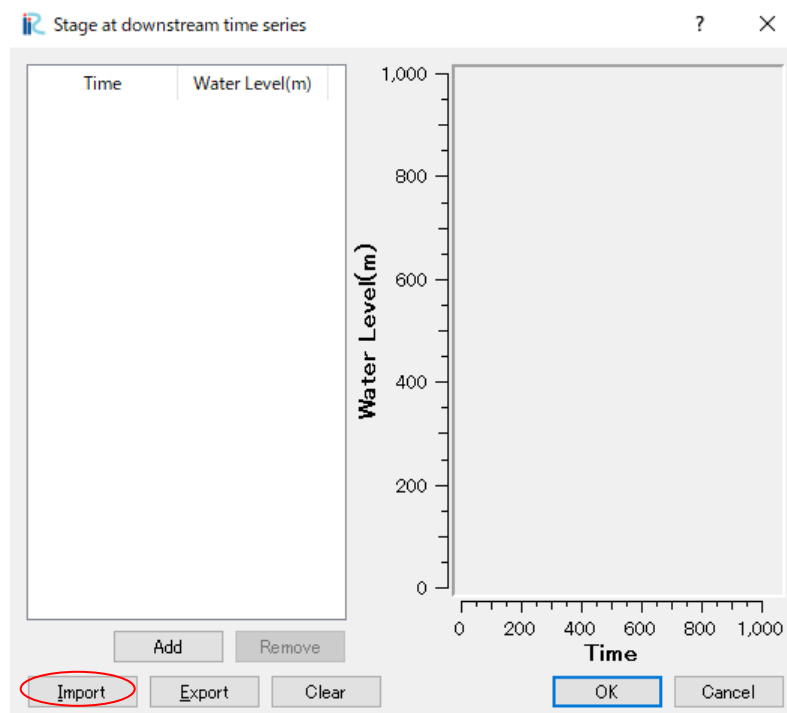 iRiC Stage at downstream time series ? ×
Time Water Level(m)
Water Level(m)
1,000
800
600
400
200
0
0 200 400 600 800 1,000
Time
Add Remove
Import Export Clear OK Cancel